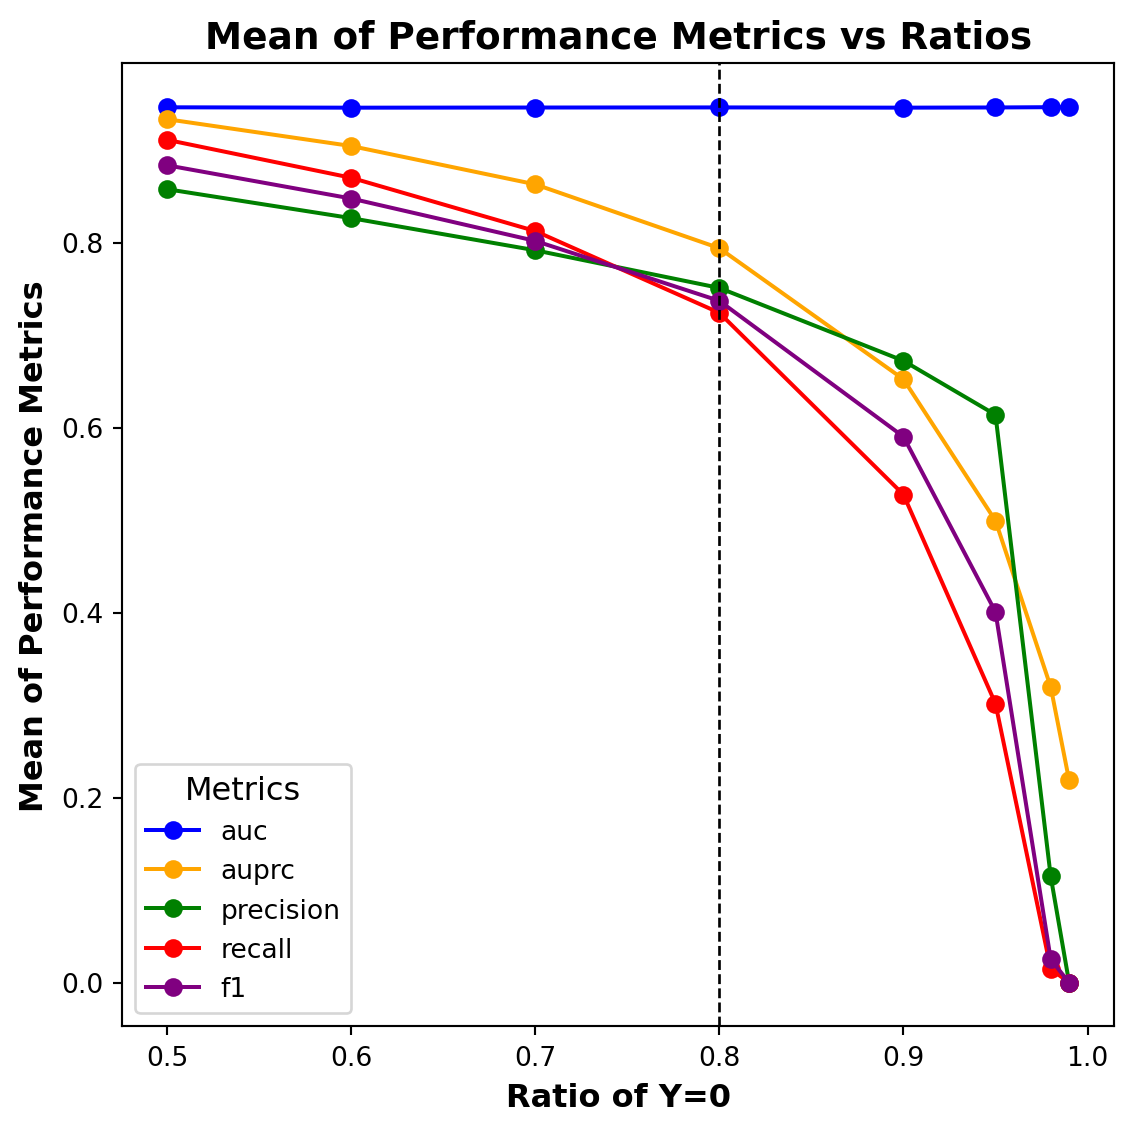 Mean of Performance Metrics vs Ratios
Mean of Performance Metrics
0.8
0.6
0.4
0.2
0.0
Metrics
auc
auprc
precision
recall
f1
0.5 0.6 0.7 0.8 0.9 1.0
Ratio of Y=0